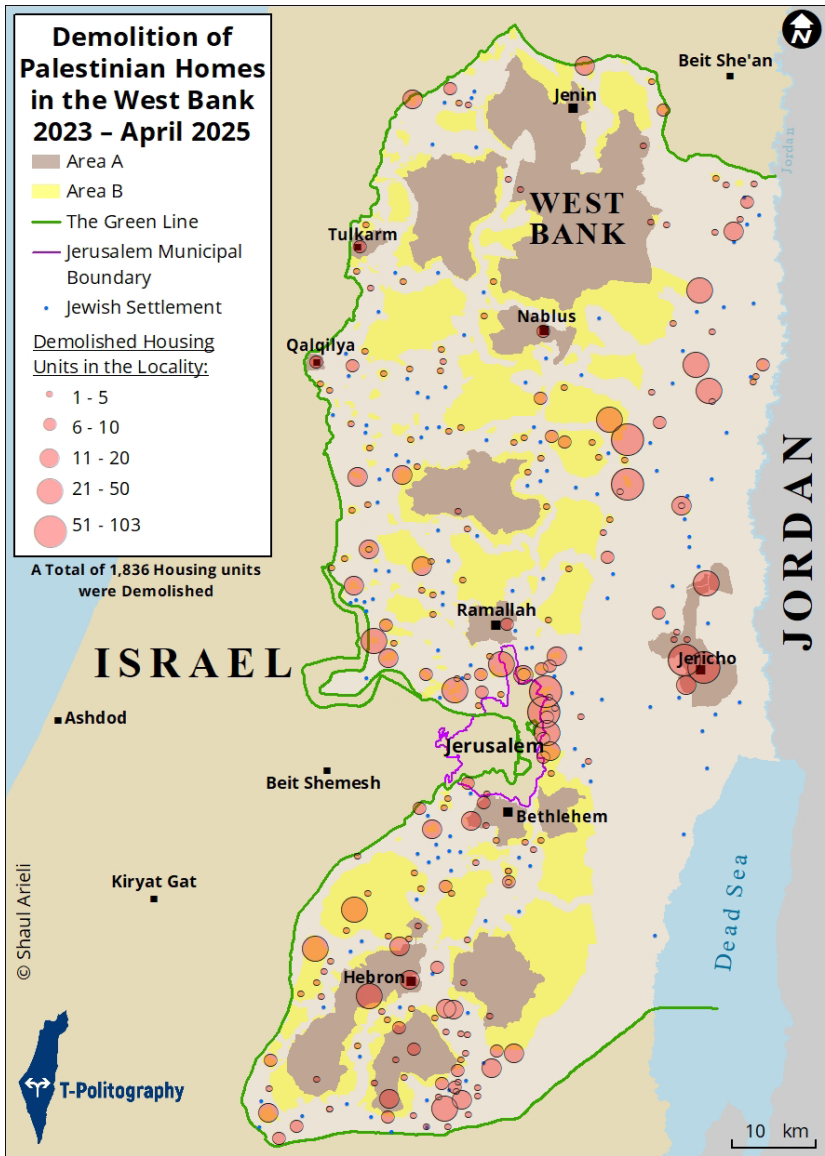 Demolition of
Palestinian Homes
in the West Bank
2023 – April 2025
Area A
Area B
The Green Line
Jerusalem Municipal
Boundary
Jewish Settlement
Demolished Housing
Units in the Locality:
1 - 5
6 - 10
11 - 20
21 - 50
51 - 103
A Total of 1,836 Housing units
were Demolished
N
Beit She'an
Jenin
Jordan
WEST
BANK
Tulkarm
Nablus
Qalqilya
JORDAN
Ramallah
ISRAEL
Jericho
Ashdod
Jerusalem
Beit Shemesh
Bethlehem
Kiryat Gat
© Shaul Arieli
Dead Sea
Hebron
T-Politography
10 km